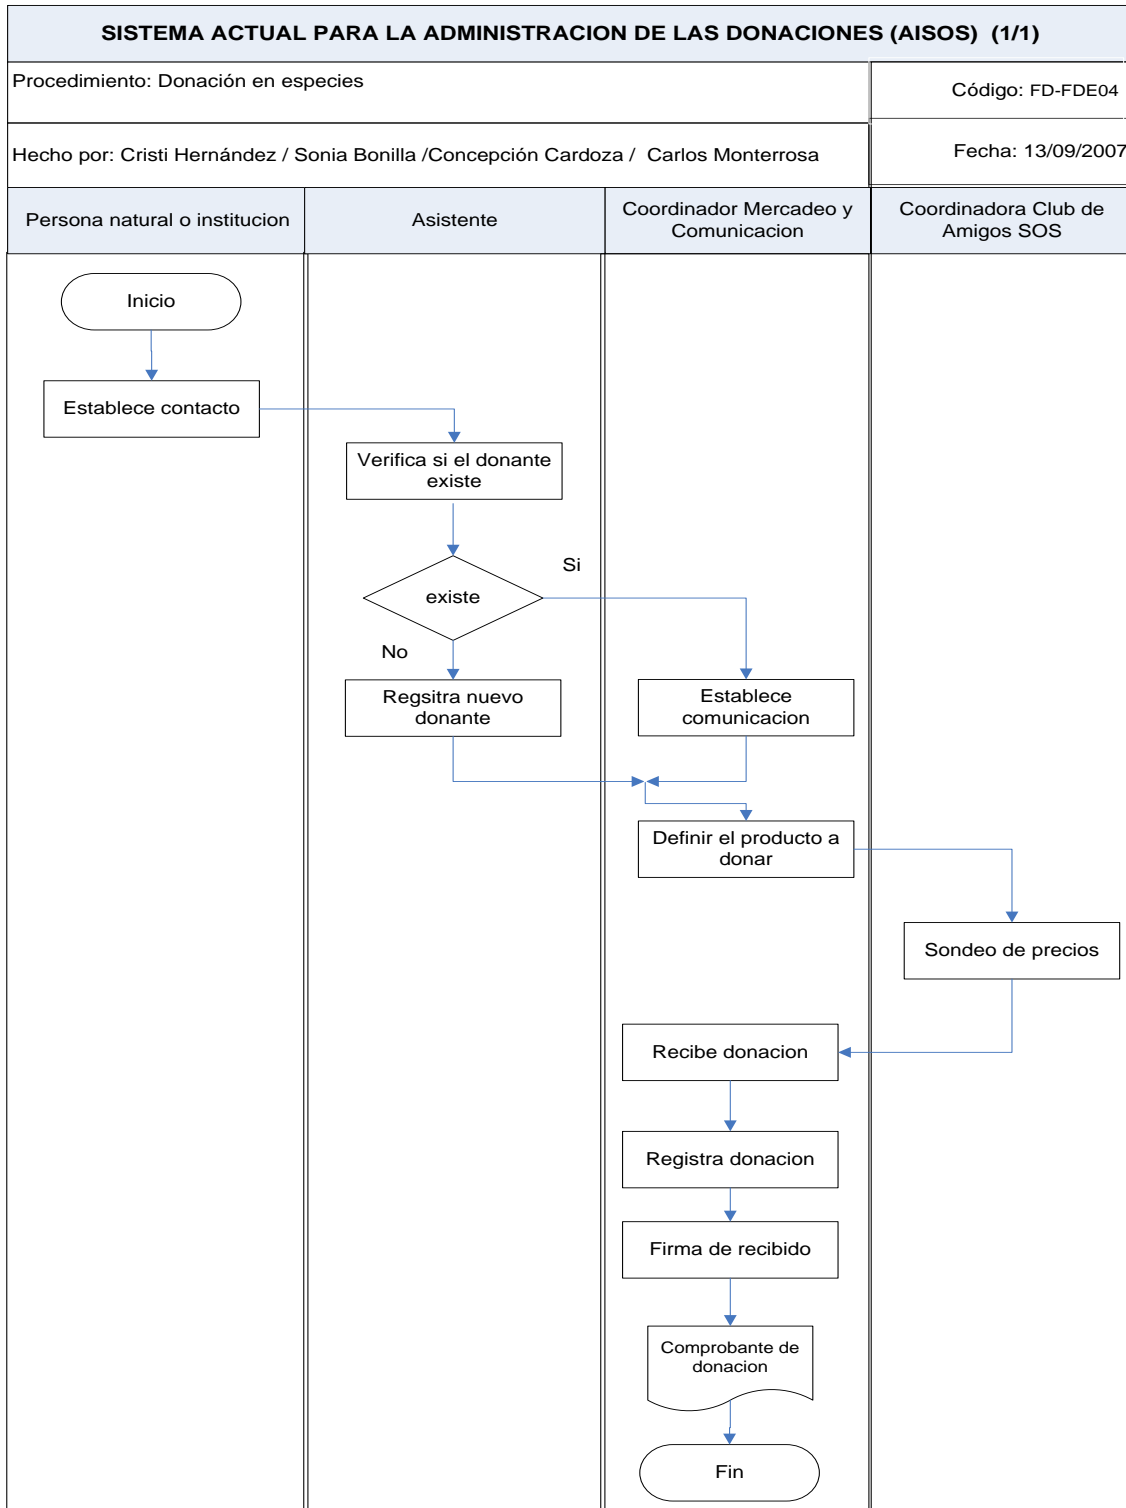 SISTEMA ACTUAL PARA LA ADMINISTRACION DE LAS DONACIONES (AISOS)  (1/1)
Procedimiento: Donación en especies
Código: FD-FDE04
Hecho por: Cristi Hernández / Sonia Bonilla /Concepción Cardoza /  Carlos Monterrosa
Fecha: 13/09/2007
Persona natural o institucion
Asistente
Coordinador Mercadeo y
Comunicacion
Coordinadora Club de
Amigos SOS
Inicio
Establece contacto
Verifica si el donante
existe
existe
Si
No
Regsitra nuevo
donante
Establece
comunicacion
Definir el producto a
donar
Sondeo de precios
Recibe donacion
Registra donacion
Firma de recibido
Comprobante de
donacion
Fin